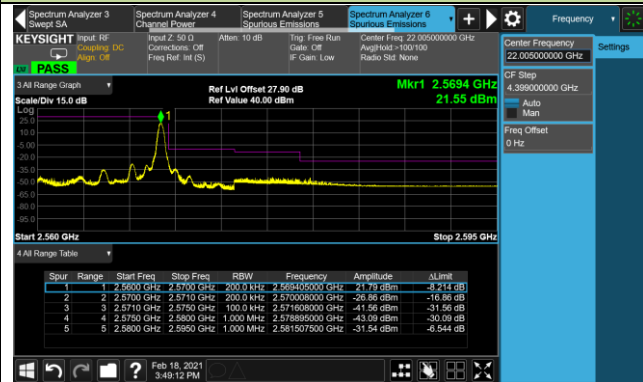 Spectrum Analyzer 3
Swept SA
Spectrum Analyzer 4
Channel Power
Spectrum Analyzer 5
Spurious Emissions
Spectrum Analyzer 6
Spurious Emissions
Frequency
KEYSIGHT
Input: RF
Coupling: DC
Align: Off
Input Z: 50 Ω
Corrections: Off
Freq Ref: Int (S)
Atten: 10 dB
Trig: Free Run
Gate: Off
IF Gain: Low
Center Freq: 22.005000000 GHz
Avg|Hold >100/100
Radio Std: None
PASS
Center Frequency
22.005000000 GHz
Settings
CF Step
4.399000000 GHz
Auto
Man
Freq Offset
0 Hz
3 All Range Graph
Ref Lvl Offset 27.90 dB
Mkr1 2.5694 GHz
Scale/Div 15.0 dB
Ref Value 40.00 dBm
21.55 dBm
Log
1
25.0
10.0
-5.00
-20.0
-35.0
-50.0
-65.0
-80.0
-95.0
Start 2.560 GHz
Stop 2.595 GHz
4 All Range Table
Spur Range Start Freq Stop Freq RBW Frequency Amplitude ΔLimit
1 1 2.5600 GHz 2.5700 GHz 200.0 kHz 2.569405000 GHz 21.79 dBm -8.214 dB
2 2 2.5700 GHz 2.5710 GHz 200.0 kHz 2.570008000 GHz -26.86 dBm -16.86 dB
3 3 2.5710 GHz 2.5750 GHz 100.0 kHz 2.571608000 GHz -41.56 dBm -31.56 dB
4 4 2.5750 GHz 2.5800 GHz 1.000 MHz 2.578895000 GHz -43.09 dBm -30.09 dB
5 5 2.5800 GHz 2.5950 GHz 1.000 MHz 2.581507500 GHz -31.54 dBm -6.544 dB
Feb 18, 2021
3:49:12 PM